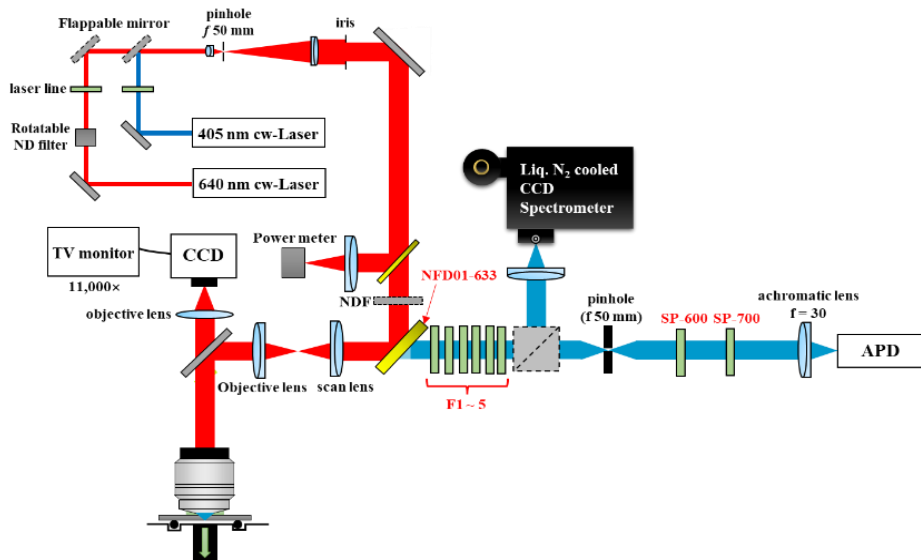 pinhole
f 50 mm
iris
Flappable mirror
laser line
Rotatable
ND filter
405 nm cw-Laser
640 nm cw-Laser
Liq. N₂ cooled
CCD
Spectrometer
TV monitor
11,000×
CCD
Power meter
NDF
NFD01-633
objective lens
Objective lens
scan lens
F1 ~ 5
pinhole
(f 50 mm)
SP-600
SP-700
achromatic lens
f = 30
APD